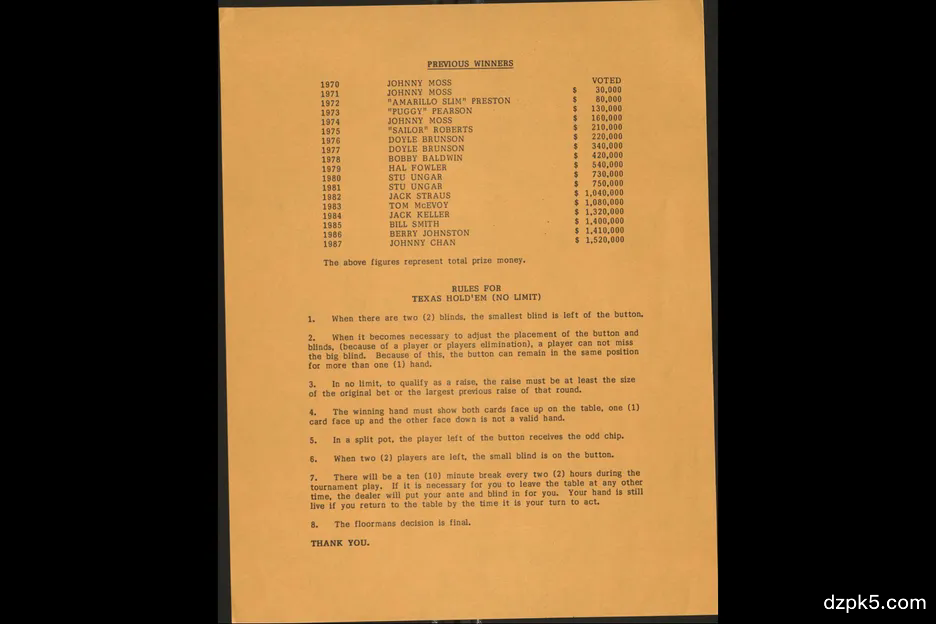 PREVIOUS WINNERS
1970 JOHNNY MOSS VOTED
1971 JOHNNY MOSS $ 30,000
1972 "AMARILLO SLIM" PRESTON $ 80,000
1973 "PUGGY" PEARSON $ 130,000
1974 JOHNNY MOSS $ 160,000
1975 "SAILOR" ROBERTS $ 210,000
1976 DOYLE BRUNSON $ 220,000
1977 DOYLE BRUNSON $ 340,000
1978 BOBBY BALDWIN $ 420,000
1979 HAL FOWLER $ 540,000
1980 STU UNGAR $ 730,000
1981 STU UNGAR $ 750,000
1982 JACK STRAUS $ 1,040,000
1983 TOM McEVOY $ 1,080,000
1984 JACK KELLER $ 1,320,000
1985 BILL SMITH $ 1,400,000
1986 BERRY JOHNSTON $ 1,410,000
1987 JOHNNY CHAN $ 1,520,000
The above figures represent total prize money.
RULES FOR
TEXAS HOLD'EM (NO LIMIT)
1. When there are two (2) blinds, the smallest blind is left of the button.
2. When it becomes necessary to adjust the placement of the button and
blinds, (because of a player or players elimination), a player can not miss
the big blind. Because of this, the button can remain in the same position
for more than one (1) hand.
3. In no limit, to qualify as a raise, the raise must be at least the size
of the original bet or the largest previous raise of that round.
4. The winning hand must show both cards face up on the table, one (1)
card face up and the other face down is not a valid hand.
5. In a split pot, the player left of the button receives the odd chip.
6. When two (2) players are left, the small blind is on the button.
7. There will be a ten (10) minute break every two (2) hours during the
tournament play. If it is necessary for you to leave the table at any other
time, the dealer will put your ante and blind in for you. Your hand is still
live if you return to the table by the time it is your turn to act.
8. The floormans decision is final.
THANK YOU.
dzpk5.com